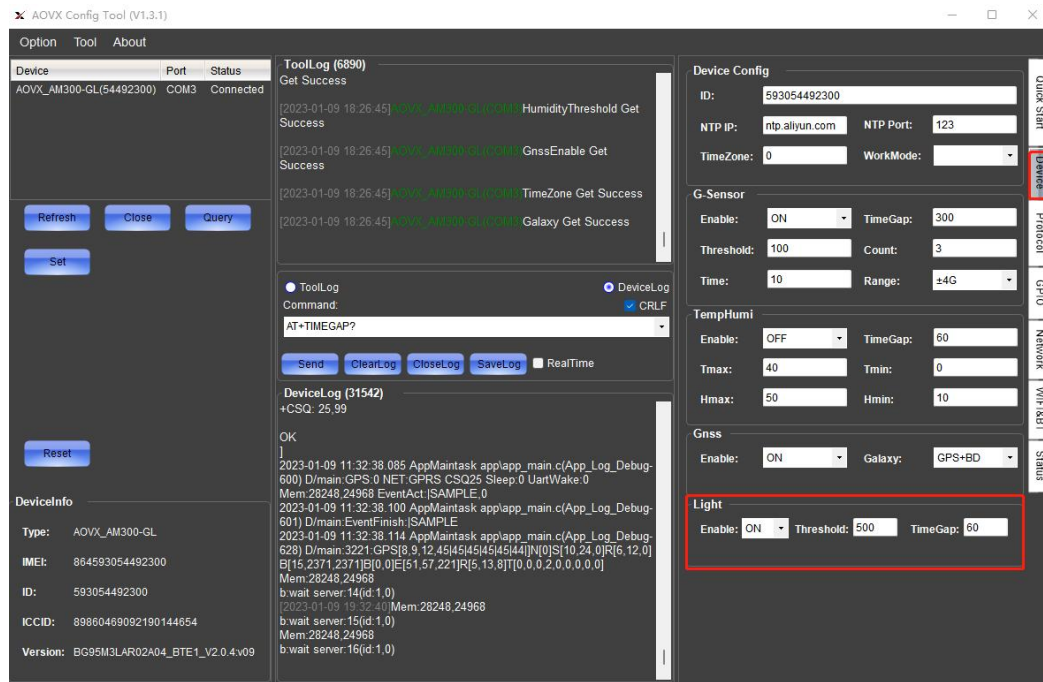 AOVX Config Tool (V1.3.1)
Option Tool About
Device Port Status
AOVX_AM300-GL(54492300) COM3 Connected
Refresh Close Query
Set
Reset
DeviceInfo
Type: AOVX_AM300-GL
IMEI: 864593054492300
ID: 593054492300
ICCID: 89860469092190144654
Version: BG95M3LAR02A04_BTE1_V2.0.4:v09
ToolLog (6890)
Get Success
[2023-01-09 18:26:45]AOVX_AM300-GL(COM3)HumidityThreshold Get
Success
[2023-01-09 18:26:45]AOVX_AM300-GL(COM3)GnssEnable Get
Success
[2023-01-09 18:26:45]AOVX_AM300-GL(COM3)TimeZone Get Success
[2023-01-09 18:26:45]AOVX_AM300-GL(COM3)Galaxy Get Success
ToolLog DeviceLog
Command: CRLF
AT+TIMEGAP?
Send ClearLog CloseLog SaveLog RealTime
DeviceLog (31542)
+CSQ: 25,99
OK
]
2023-01-09 11:32:38.085 AppMaintask app\app_main.c(App_Log_Debug-
600) D/main:GPS:0 NET:GPRS CSQ25 Sleep:0 UartWake:0
Mem:28248,24968 EventAct:|SAMPLE,0
2023-01-09 11:32:38.100 AppMaintask app\app_main.c(App_Log_Debug-
601) D/main:EventFinish:|SAMPLE
2023-01-09 11:32:38.114 AppMaintask app\app_main.c(App_Log_Debug-
628) D/main:3221:GPS[8,9,12,45|45|45|45|45|44|]N[0]S[10,24,0]R[6,12,0]
B[15,2371,2371]B[0,0]E[51,57,221]R[5,13,8]T[0,0,0,2,0,0,0,0,0]
Mem:28248,24968
b:wait server:14(id:1,0)
[2023-01-09 19:32:40]Mem:28248,24968
b:wait server:15(id:1,0)
Mem:28248,24968
b:wait server:16(id:1,0)
Device Config
ID: 593054492300
NTP IP: ntp.aliyun.com NTP Port: 123
TimeZone: 0 WorkMode:
G-Sensor
Enable: ON TimeGap: 300
Threshold: 100 Count: 3
Time: 10 Range: ±4G
TempHumi
Enable: OFF TimeGap: 60
Tmax: 40 Tmin: 0
Hmax: 50 Hmin: 10
Gnss
Enable: ON Galaxy: GPS+BD
Light
Enable: ON Threshold: 500 TimeGap: 60
Quick Start
Device
Protocol
GPIO
Network
WIFI&BT
Status